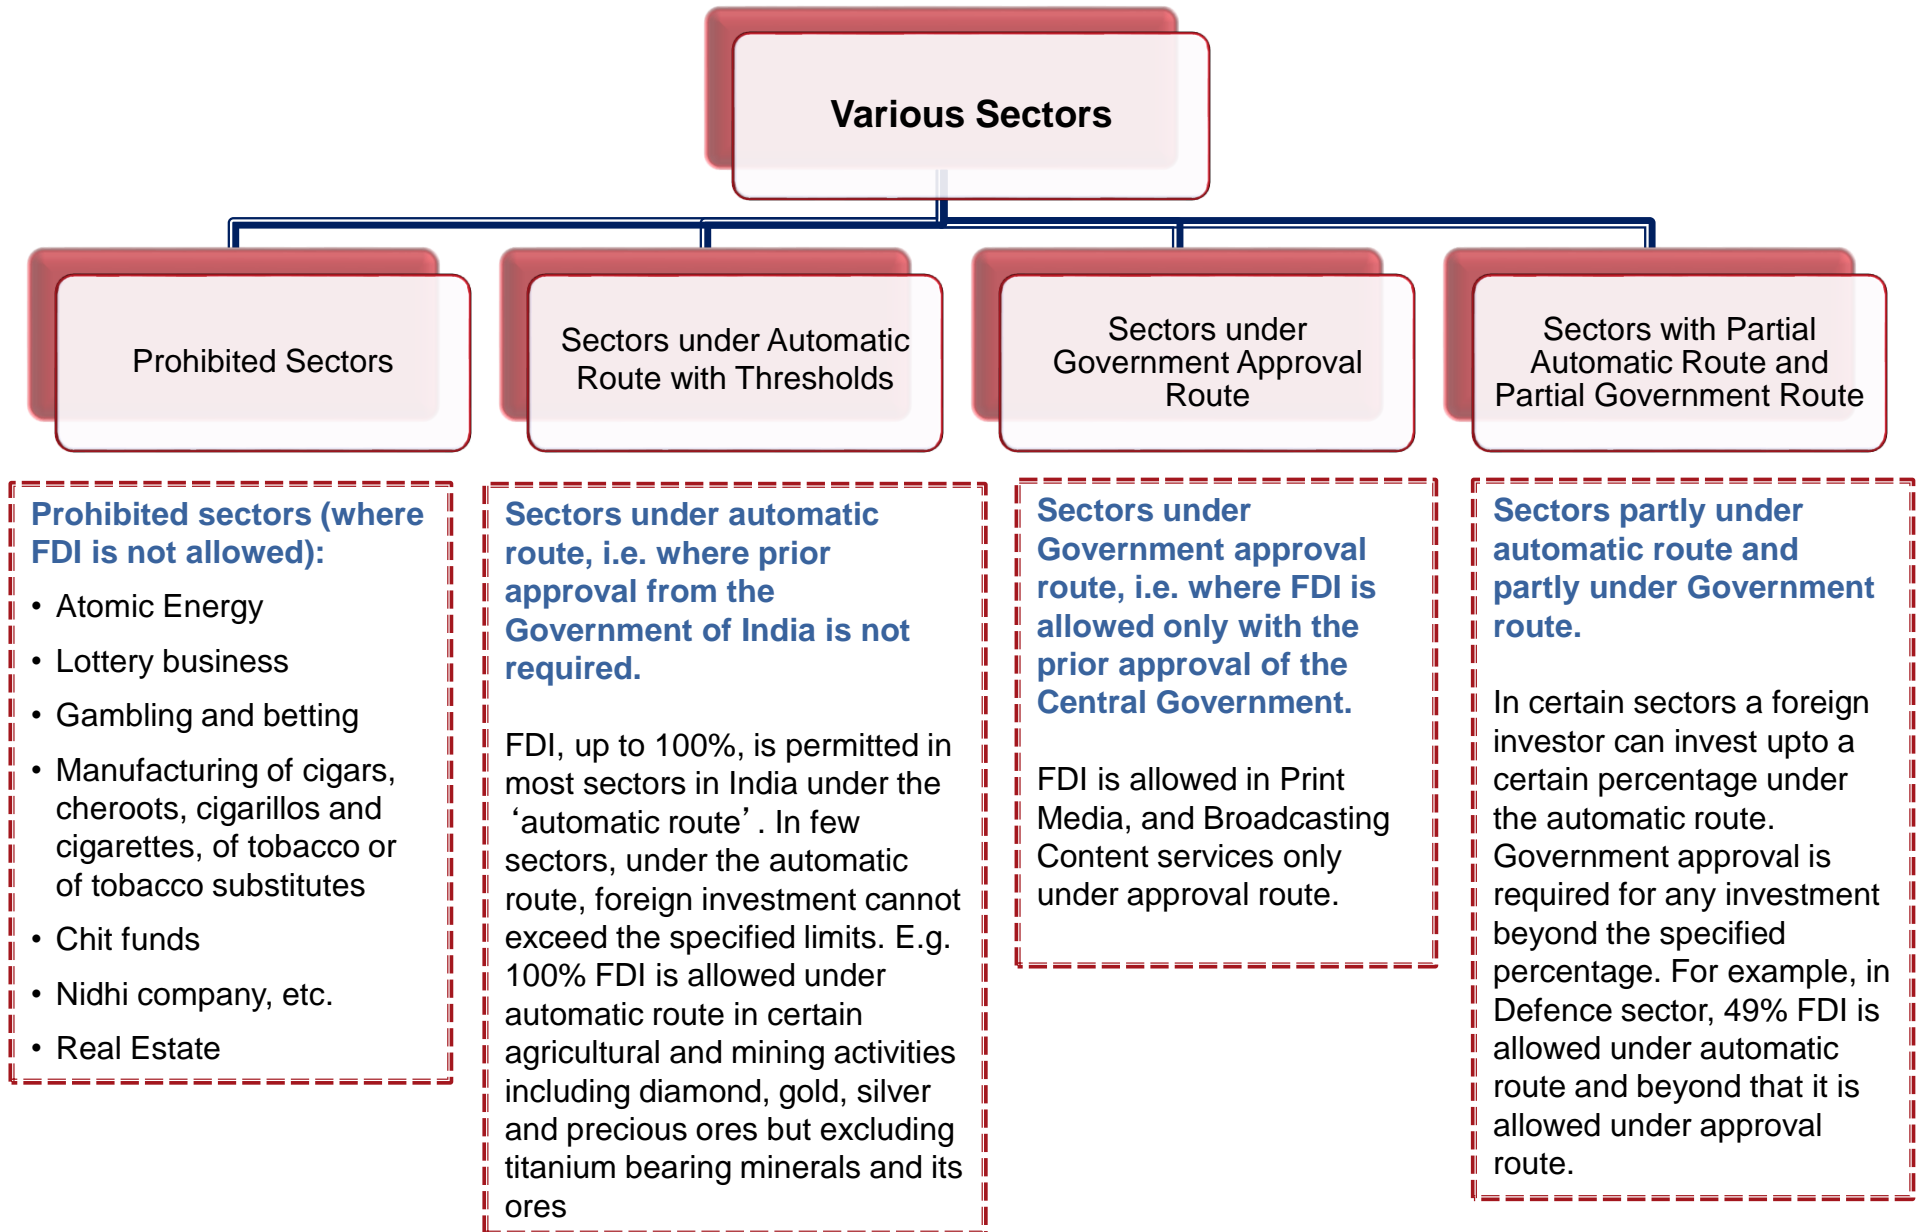 Various Sectors
Prohibited Sectors
Sectors under Automatic
Route with Thresholds
Sectors under
Government Approval
Route
Sectors with Partial
Automatic Route and
Partial Government Route
Prohibited sectors (where
FDI is not allowed):
• Atomic Energy
• Lottery business
• Gambling and betting
• Manufacturing of cigars,
cheroots, cigarillos and
cigarettes, of tobacco or
of tobacco substitutes
• Chit funds
• Nidhi company, etc.
• Real Estate
Sectors under automatic
route, i.e. where prior
approval from the
Government of India is not
required.
FDI, up to 100%, is permitted in
most sectors in India under the
‘automatic route’. In few
sectors, under the automatic
route, foreign investment cannot
exceed the specified limits. E.g.
100% FDI is allowed under
automatic route in certain
agricultural and mining activities
including diamond, gold, silver
and precious ores but excluding
titanium bearing minerals and its
ores
Sectors under
Government approval
route, i.e. where FDI is
allowed only with the
prior approval of the
Central Government.
FDI is allowed in Print
Media, and Broadcasting
Content services only
under approval route.
Sectors partly under
automatic route and
partly under Government
route.
In certain sectors a foreign
investor can invest upto a
certain percentage under
the automatic route.
Government approval is
required for any investment
beyond the specified
percentage. For example, in
Defence sector, 49% FDI is
allowed under automatic
route and beyond that it is
allowed under approval
route.